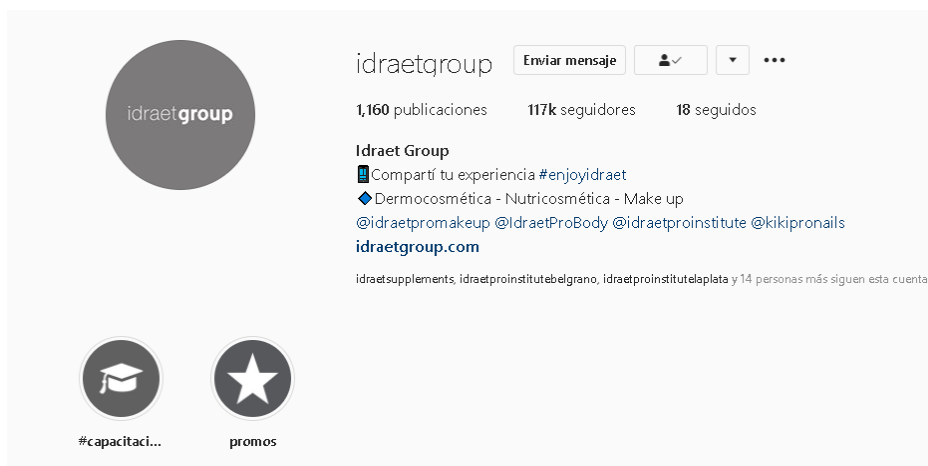 idraetgroup
idraetgroup Enviar mensaje
1,160 publicaciones 117k seguidores 18 seguidos
Idraet Group
Compartí tu experiencia #enjoyidraet
Dermocosmética - Nutricosmética - Make up
@idraetpromakeup @IdraetProBody @idraetproinstitute @kikipronails
idraetgroup.com
idraetsupplements, idraetproinstitutebelgrano, idraetproinstitutelaplata y 14 personas más siguen esta cuenta
#capacitaci... promos